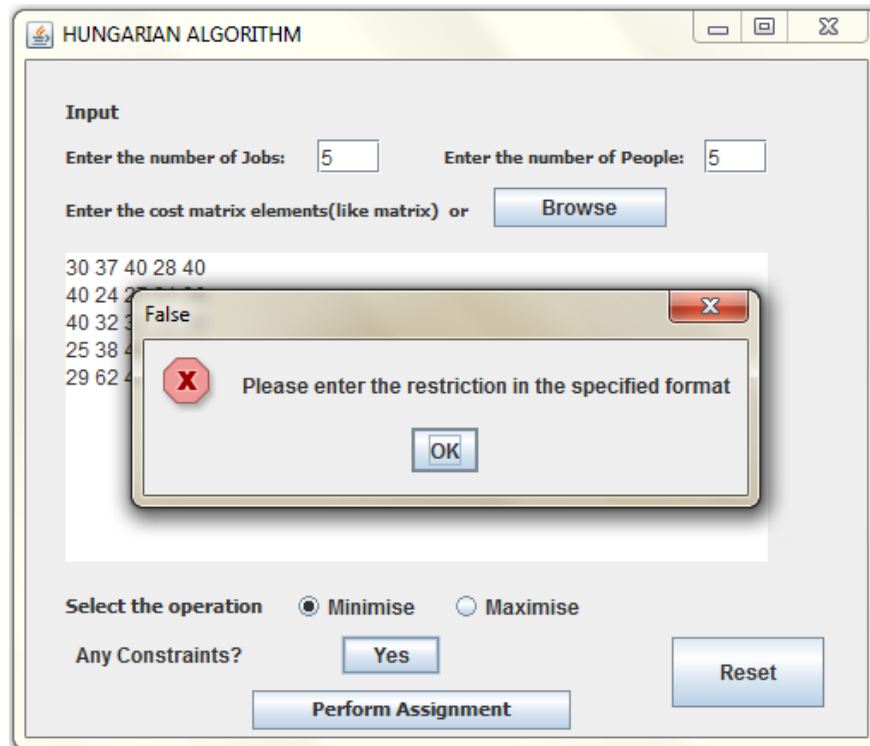 HUNGARIAN ALGORITHM
Input
Enter the number of Jobs: 5 Enter the number of People: 5
Enter the cost matrix elements(like matrix) or Browse
30 37 40 28 40
40 24
40 32
25 38
29 62
False
Please enter the restriction in the specified format
OK
Select the operation Minimise Maximise
Any Constraints? Yes
Reset
Perform Assignment